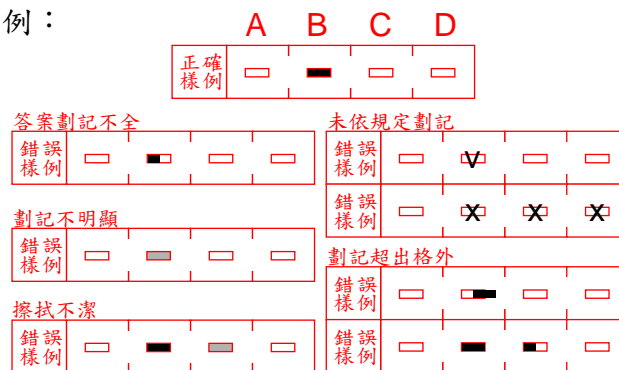 例：
A B C D
正確樣例
答案劃記不全
錯誤樣例
劃記不明顯
錯誤樣例
擦拭不潔
錯誤樣例
未依規定劃記
錯誤樣例 V
錯誤樣例 X X X
劃記超出格外
錯誤樣例
錯誤樣例